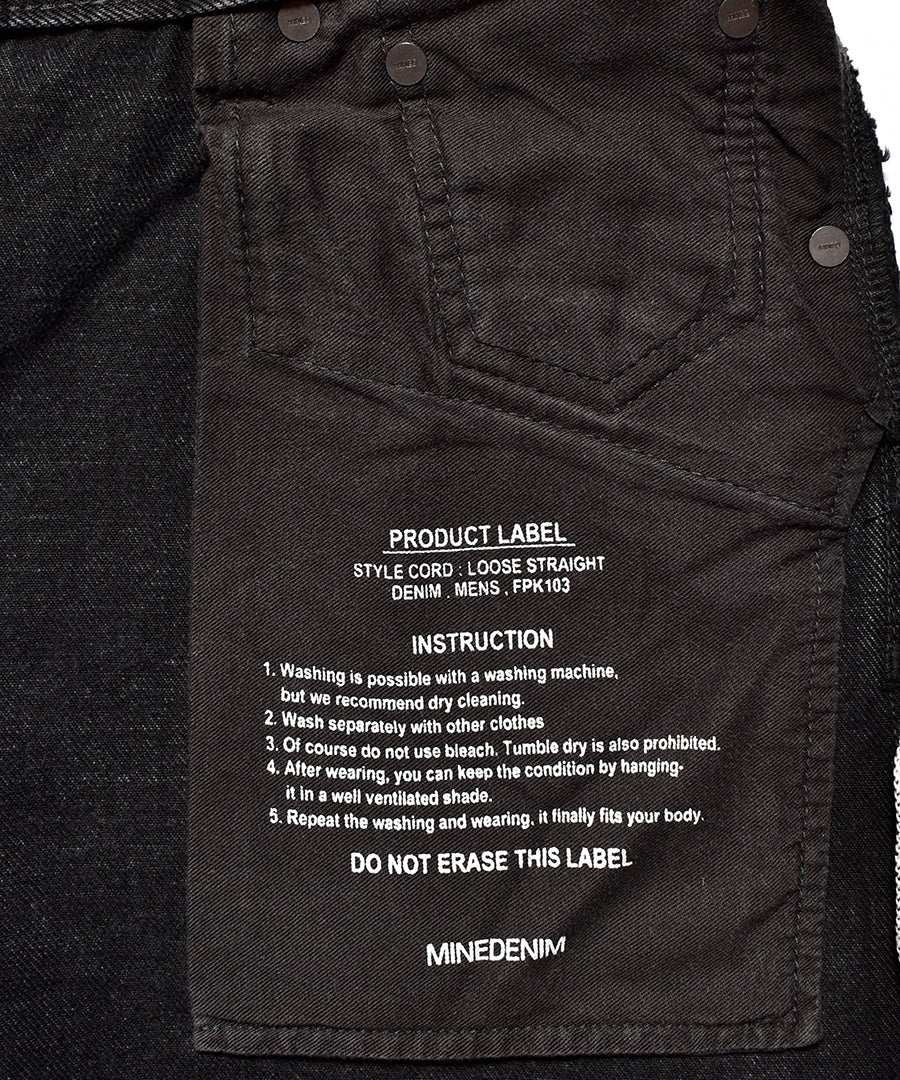 PRODUCT LABEL
STYLE CORD : LOOSE STRAIGHT
DENIM . MENS . FPK103
INSTRUCTION
1. Washing is possible with a washing machine,
but we recommend dry cleaning.
2. Wash separately with other clothes
3. Of course do not use bleach. Tumble dry is also prohibited.
4. After wearing, you can keep the condition by hanging-
it in a well ventilated shade.
5. Repeat the washing and wearing, it finally fits your body.
DO NOT ERASE THIS LABEL
MINEDENIM